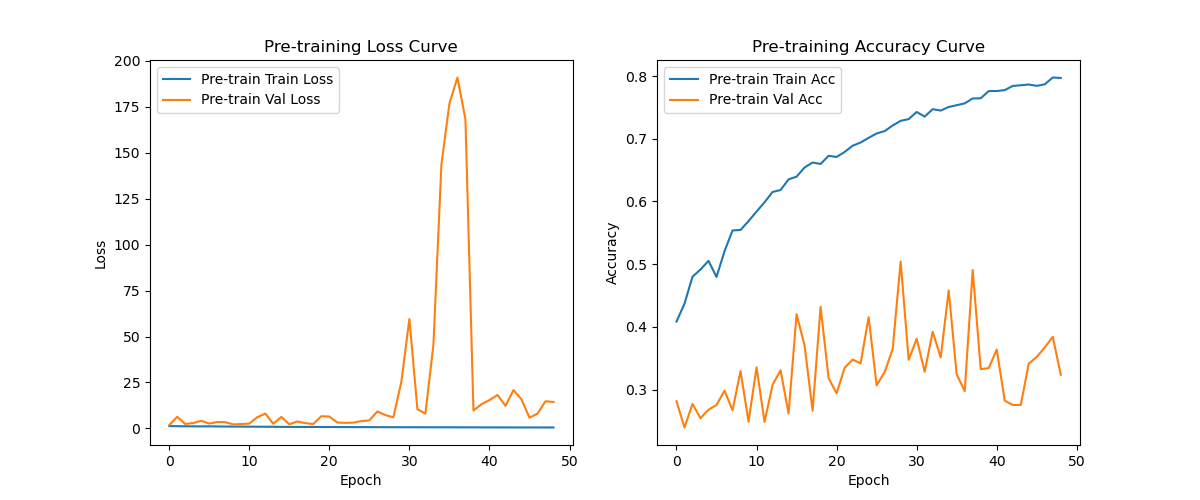 Pre-training Loss Curve
Pre-train Train Loss
Pre-train Val Loss
200
175
150
125
100
75
50
25
0
Loss
0 10 20 30 40 50
Epoch
Pre-training Accuracy Curve
Pre-train Train Acc
Pre-train Val Acc
0.8
0.7
0.6
0.5
0.4
0.3
Accuracy
0 10 20 30 40 50
Epoch